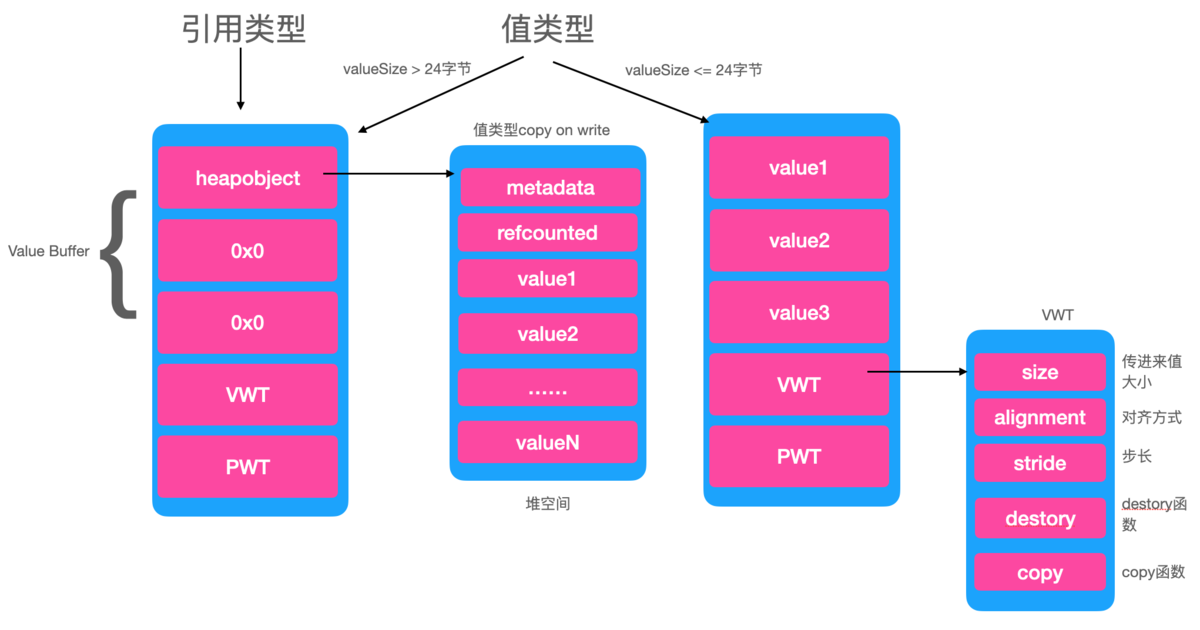 引用类型
值类型
valueSize > 24字节
valueSize <= 24字节
Value Buffer
heapobject
0x0
0x0
VWT
PWT
值类型copy on write
metadata
refcounted
value1
value2
......
valueN
堆空间
value1
value2
value3
VWT
PWT
VWT
size
传进来值
大小
alignment
对齐方式
stride
步长
destory
destory函
数
copy
copy函数